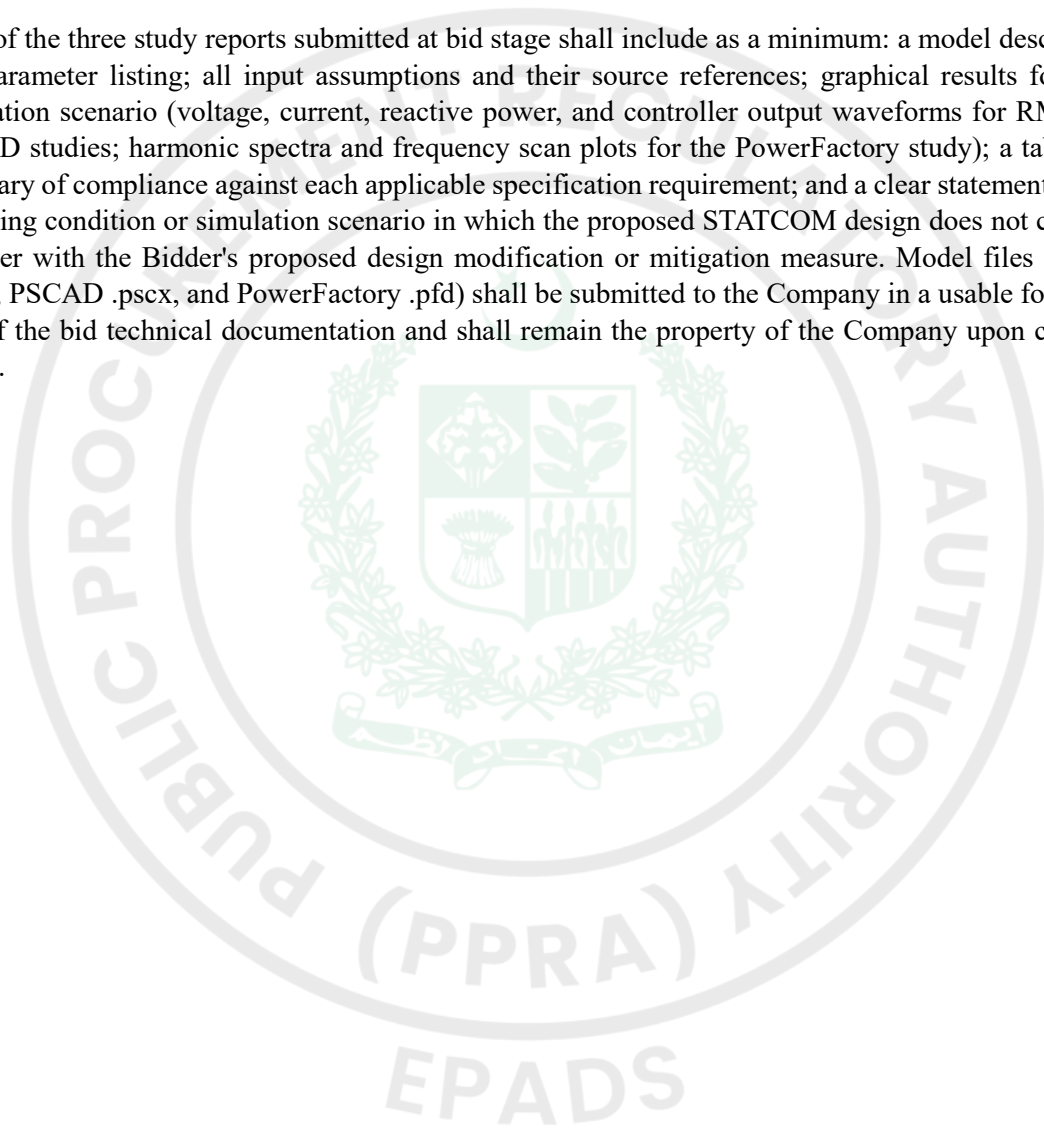 of the three study reports submitted at bid stage shall include as a minimum: a model desc
arameter listing; all input assumptions and their source references; graphical results fo
ation scenario (voltage, current, reactive power, and controller output waveforms for RM
D studies; harmonic spectra and frequency scan plots for the PowerFactory study); a ta
ary of compliance against each applicable specification requirement; and a clear statement
ing condition or simulation scenario in which the proposed STATCOM design does not c
er with the Bidder's proposed design modification or mitigation measure. Model files
, PSCAD .pscx, and PowerFactory .pfd) shall be submitted to the Company in a usable fo
f the bid technical documentation and shall remain the property of the Company upon c
.
PUBLIC PROCUREMENT REGULATORY AUTHORITY
(PPRA)
EPADS